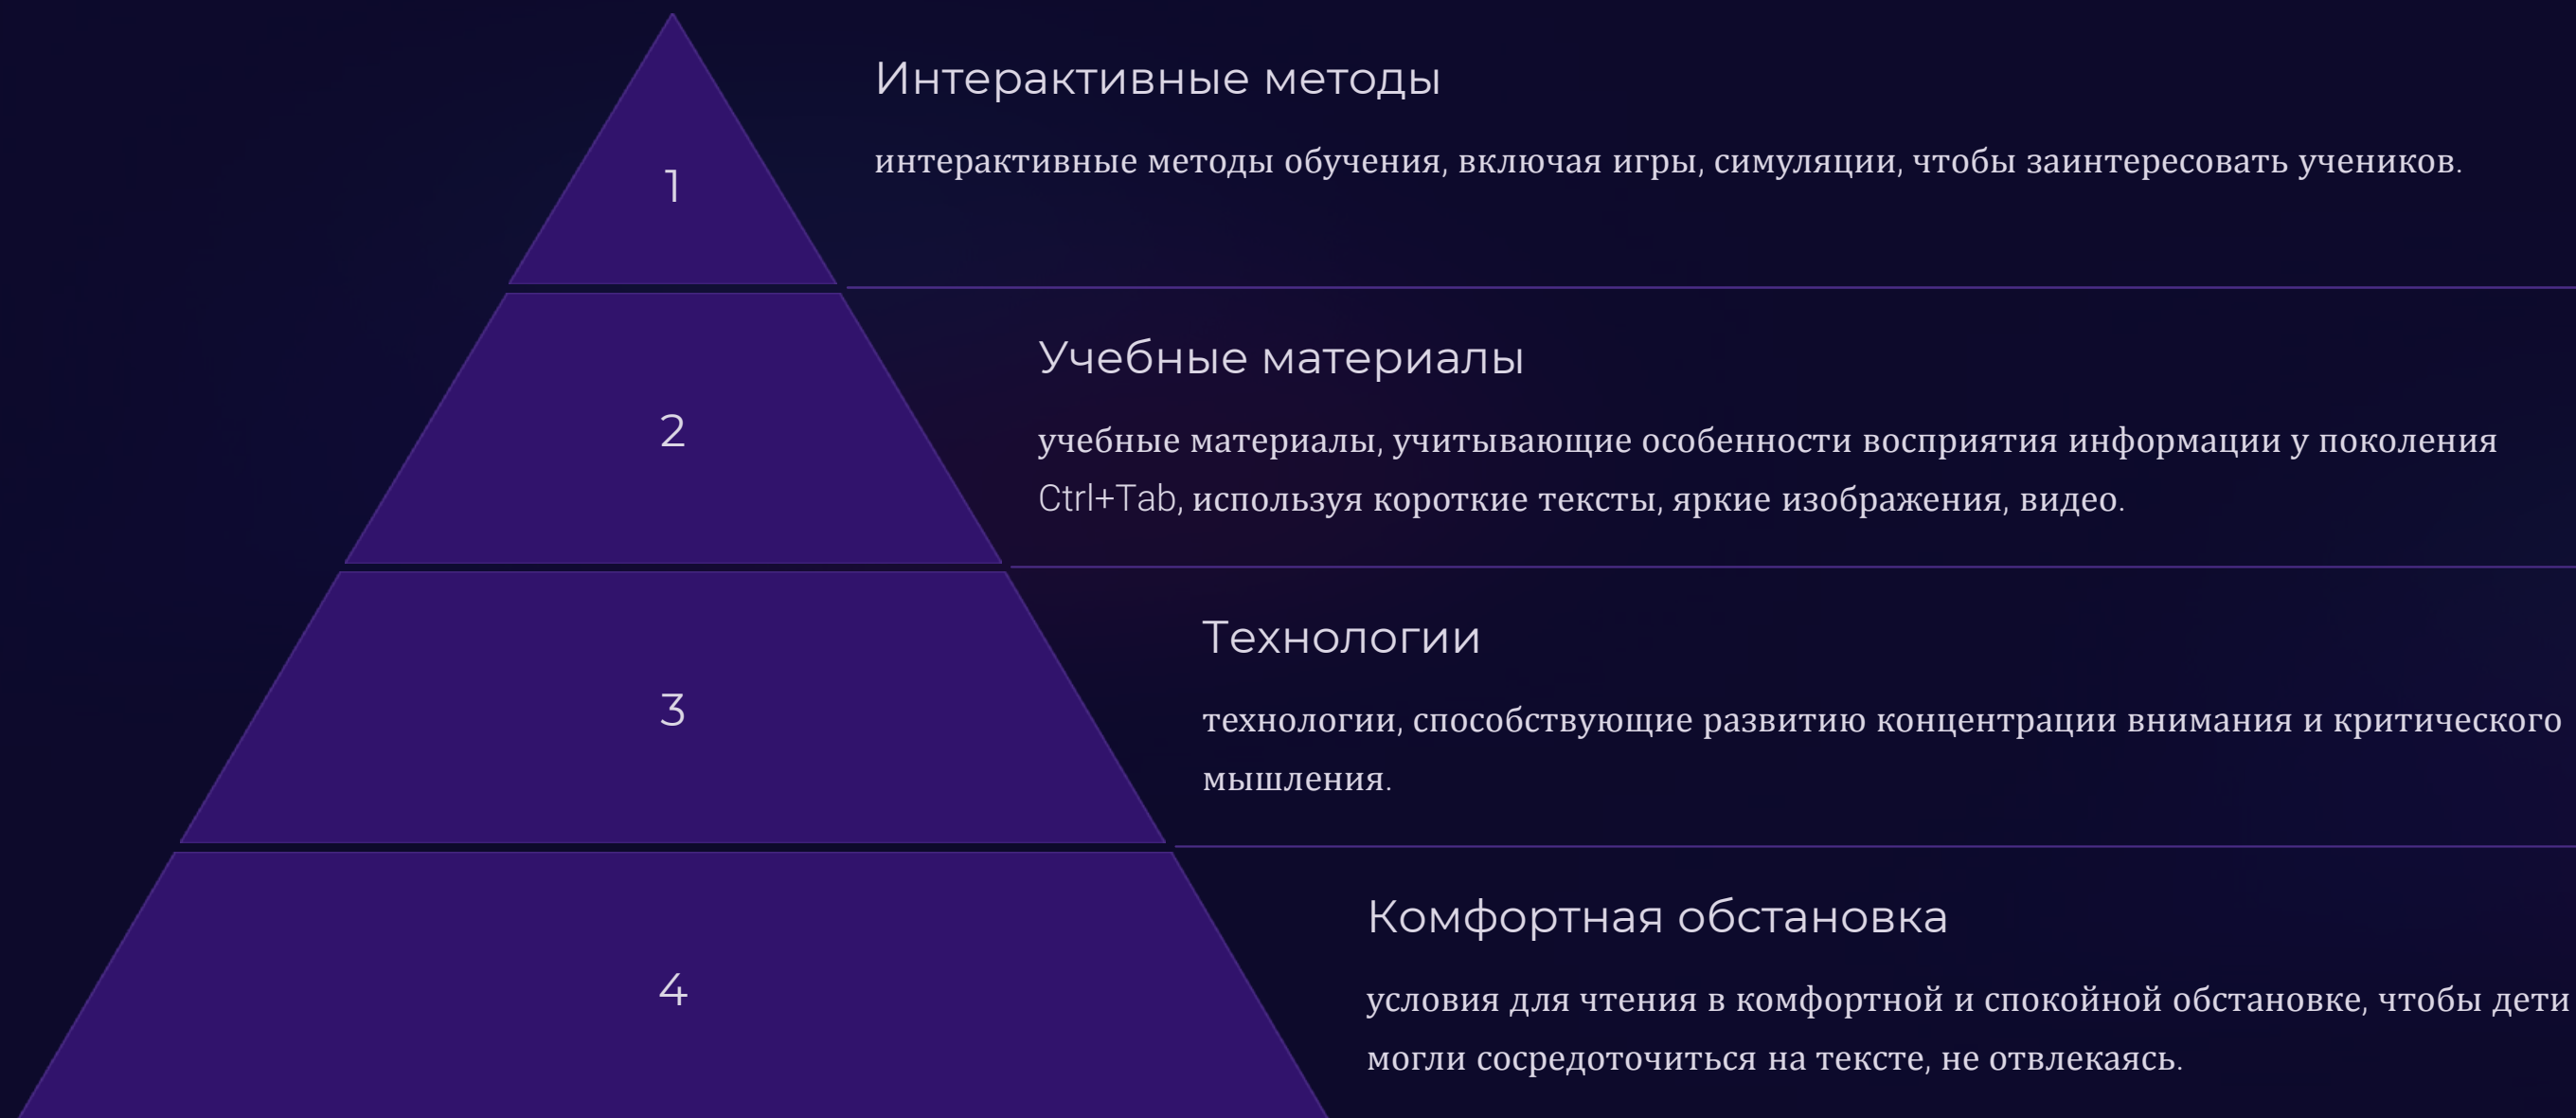 1
Интерактивные методы
интерактивные методы обучения, включая игры, симуляции, чтобы заинтересовать учеников.
2
Учебные материалы
учебные материалы, учитывающие особенности восприятия информации у поколения
Ctrl+Tab, используя короткие тексты, яркие изображения, видео.
3
Технологии
технологии, способствующие развитию концентрации внимания и критического
мышления.
4
Комфортная обстановка
условия для чтения в комфортной и спокойной обстановке, чтобы дети
могли сосредоточиться на тексте, не отвлекаясь.